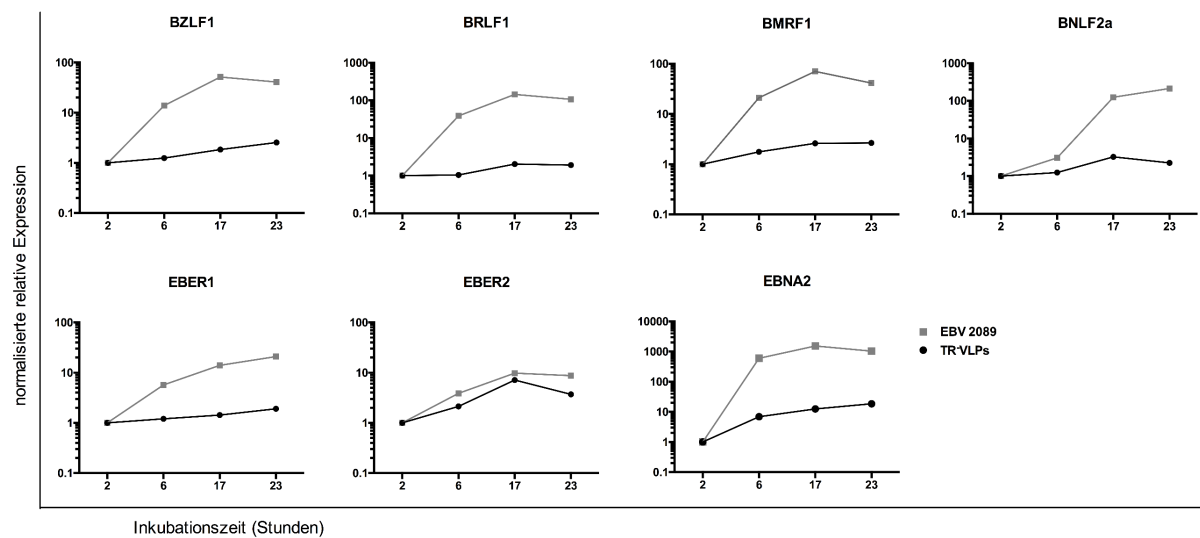 BZLF1 BRLF1 BMRF1 BNLF2a
100 1000 100 1000
10 100 10 100
1 10 1 10
0.1 1 0.1 1
0.1 0.1
2 6 17 23 2 6 17 23 2 6 17 23 2 6 17 23
normalisierte relative Expression
EBER1 EBER2 EBNA2
100 100 10000
10 10 1000
1 1 100
0.1 0.1 10
1
0.1
2 6 17 23 2 6 17 23 2 6 17 23
EBV 2089
TR-VLPs
Inkubationszeit (Stunden)